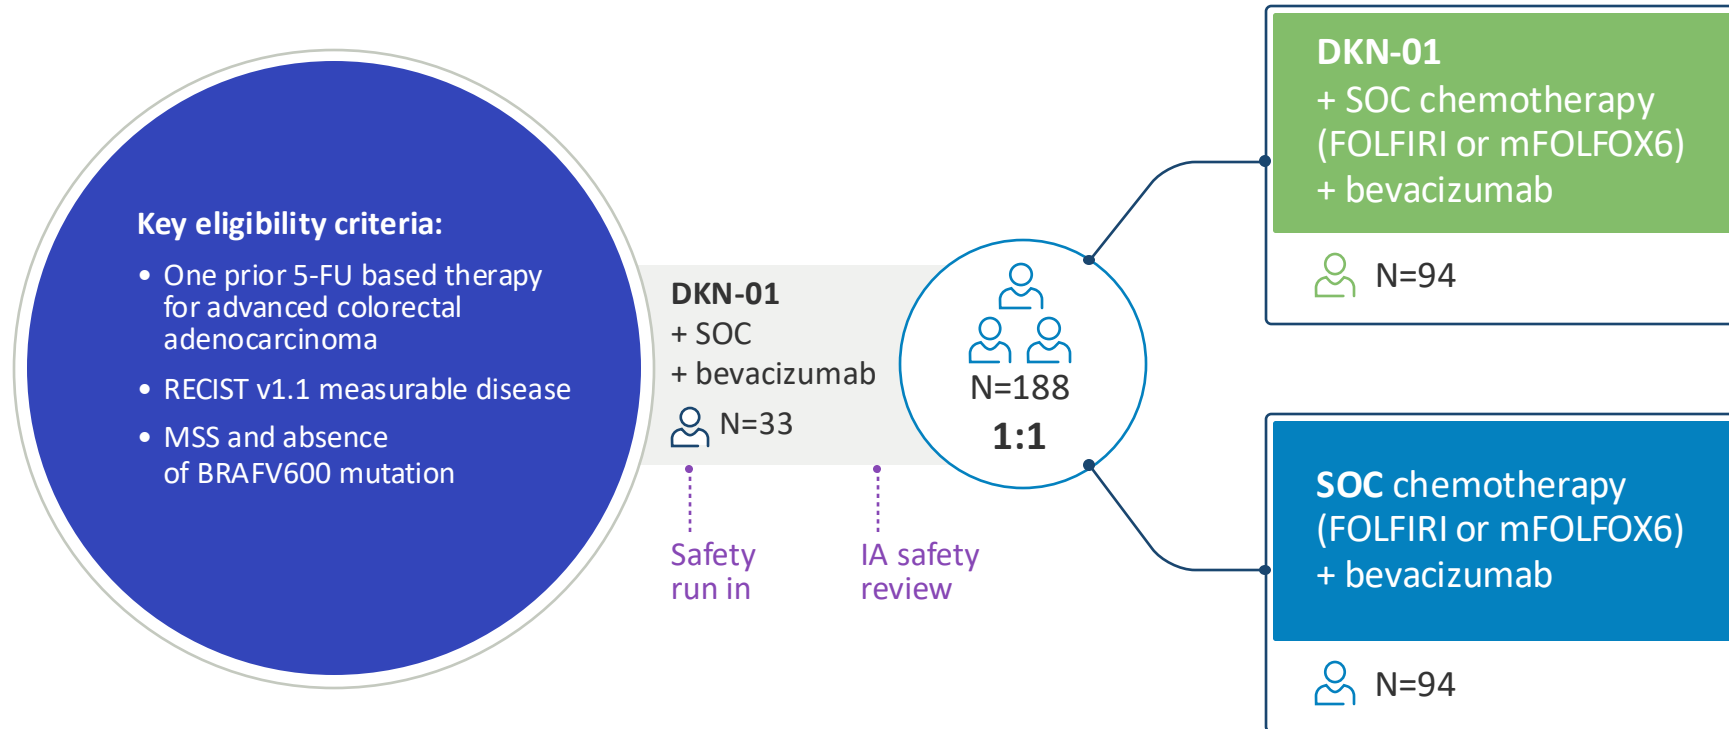 Key eligibility criteria:
• One prior 5-FU based therapy
for advanced colorectal
adenocarcinoma
• RECIST v1.1 measurable disease
• MSS and absence
of BRAFV600 mutation
DKN-01
+ SOC
+ bevacizumab
N=33
Safety
run in
IA safety
review
N=188
1:1
DKN-01
+ SOC chemotherapy
(FOLFIRI or mFOLFOX6)
+ bevacizumab
N=94
SOC chemotherapy
(FOLFIRI or mFOLFOX6)
+ bevacizumab
N=94